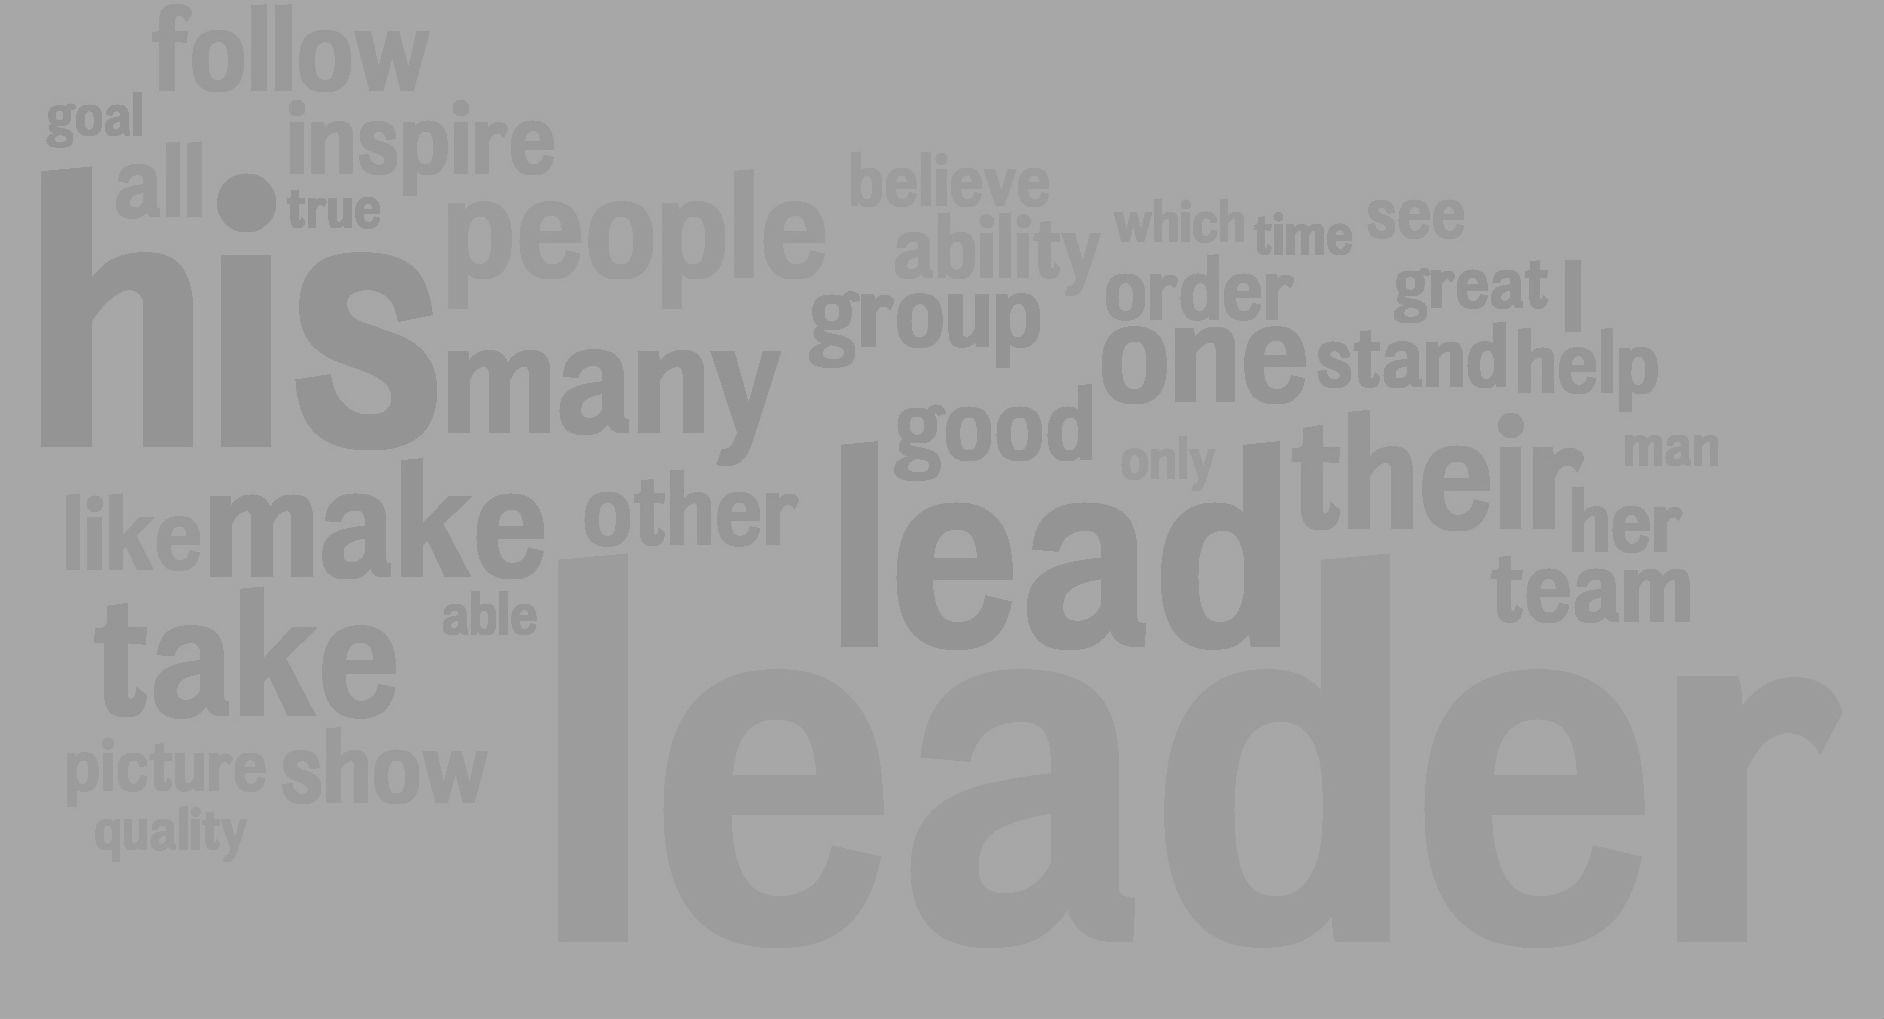 follow
goal
inspire
all
true
his
people
believe
ability
which
time
see
many
group
order
great
I
one
stand
help
good
only
their
man
like
make
other
lead
her
team
take
able
leader
picture
show
quality